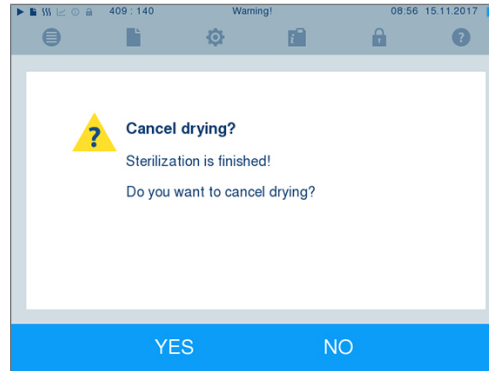 409 : 140 Warning! 08:56 15.11.2017
Cancel drying?
Sterilization is finished!
Do you want to cancel drying?
YES NO